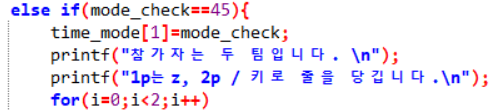 else if(mode_check==45){
time_mode[1]=mode_check;
printf("참가자는 두 팀입니다. \n");
printf("1p는 z, 2p / 키로 줄을 당깁니다.\n");
for(i=0;i<2;i++)